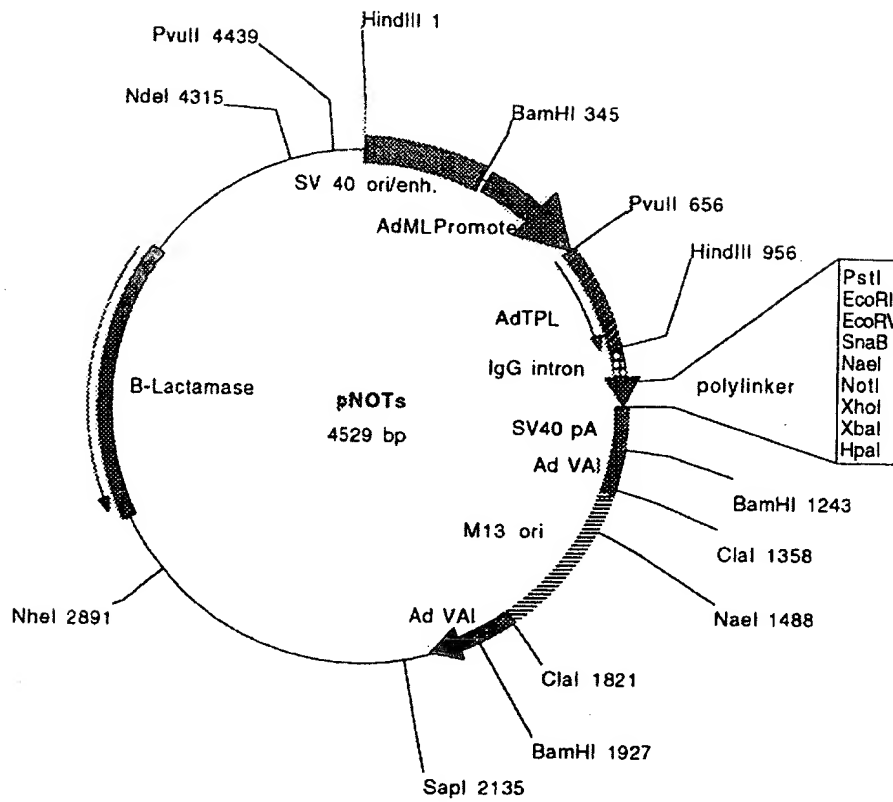 HindIII 1
PvuII 4439
NdeI 4315
BamHI 345
SV 40 ori/enh.
AdMLPromote
PvuII 656
HindIII 956
AdTPL
IgG intron
polylinker
PstI
EcoRI
EcoRV
SnaB
NaeI
NotI
XhoI
XbaI
HpaI
B-Lactamase
pNOTs
4529 bp
SV40 pA
Ad VAI
BamHI 1243
M13 ori
ClaI 1358
NheI 2891
Ad VAI
NaeI 1488
ClaI 1821
BamHI 1927
SapI 2135